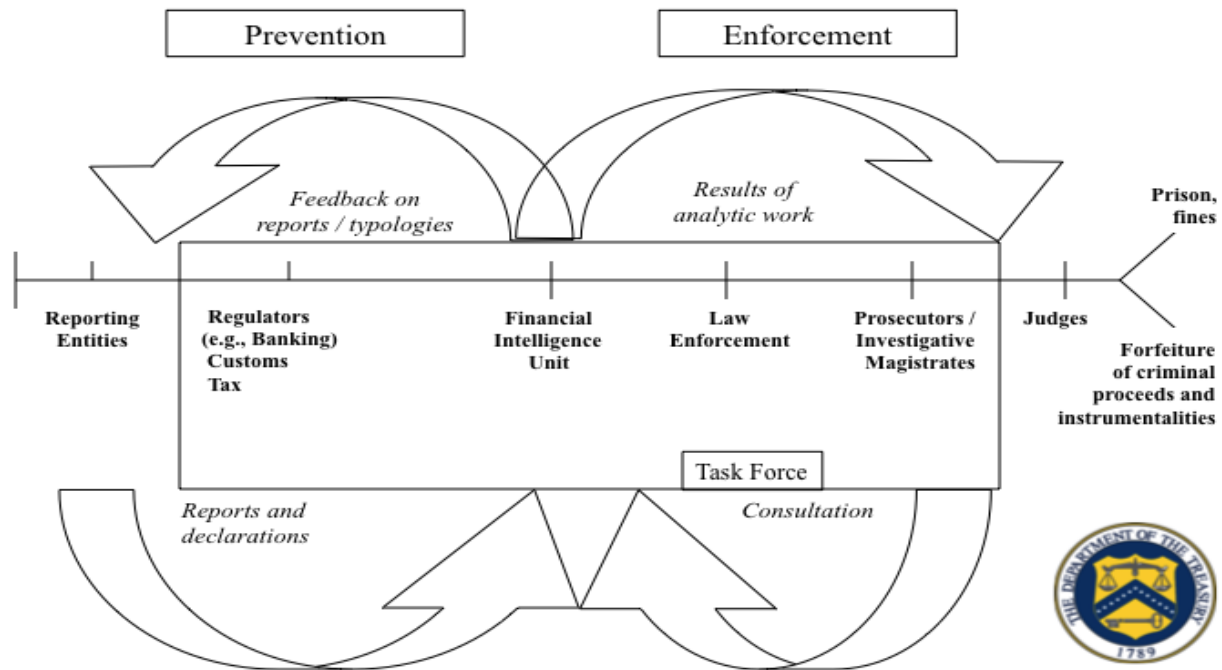 Prevention
Enforcement
Feedback on
reports / typologies
Results of
analytic work
Prison,
fines
Reporting
Entities
Regulators
(e.g., Banking)
Customs
Tax
Financial
Intelligence
Unit
Law
Enforcement
Prosecutors /
Investigative
Magistrates
Judges
Forfeiture
of criminal
proceeds and
instrumentalities
Task Force
Reports and
declarations
Consultation
THE DEPARTMENT OF THE TREASURY
1789